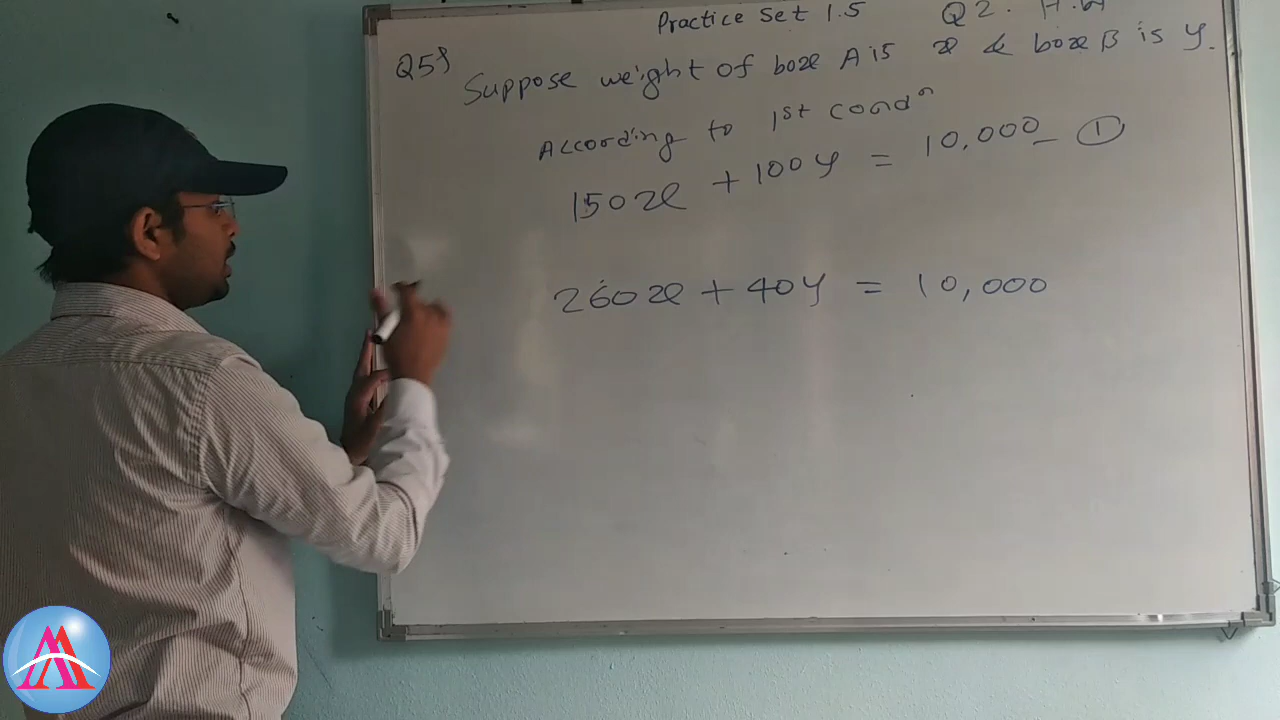 Practice Set 1.5 Q2. H.W
Q5) Suppose weight of box A is x & box B is y.
According to 1st condn
150x + 100y = 10,000 - ①
260x + 40y = 10,000